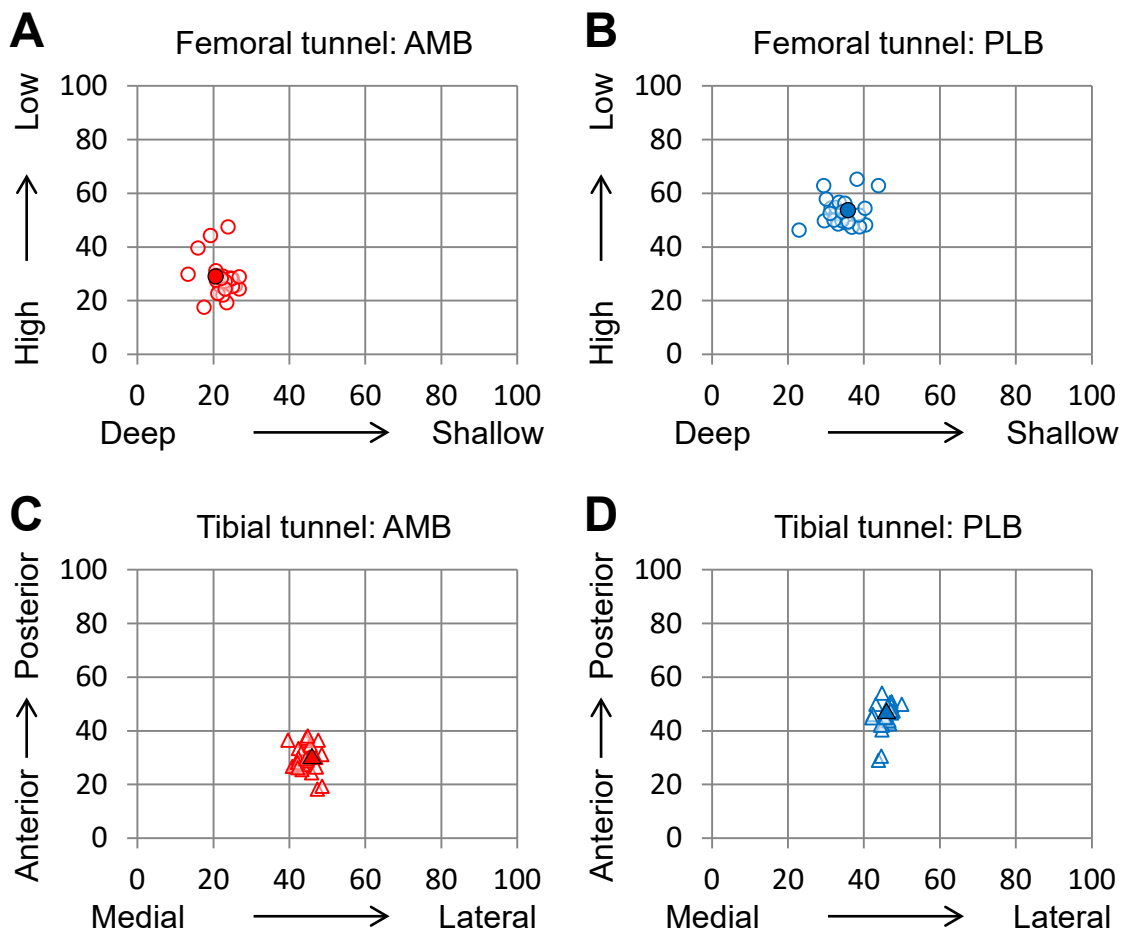 A
Femoral tunnel: AMB
High
Low
100
80
60
40
20
0
0 20 40 60 80 100
Deep Shallow
B
Femoral tunnel: PLB
High
Low
100
80
60
40
20
0
0 20 40 60 80 100
Deep Shallow
C
Tibial tunnel: AMB
Anterior
Posterior
100
80
60
40
20
0
0 20 40 60 80 100
Medial Lateral
D
Tibial tunnel: PLB
Anterior
Posterior
100
80
60
40
20
0
0 20 40 60 80 100
Medial Lateral